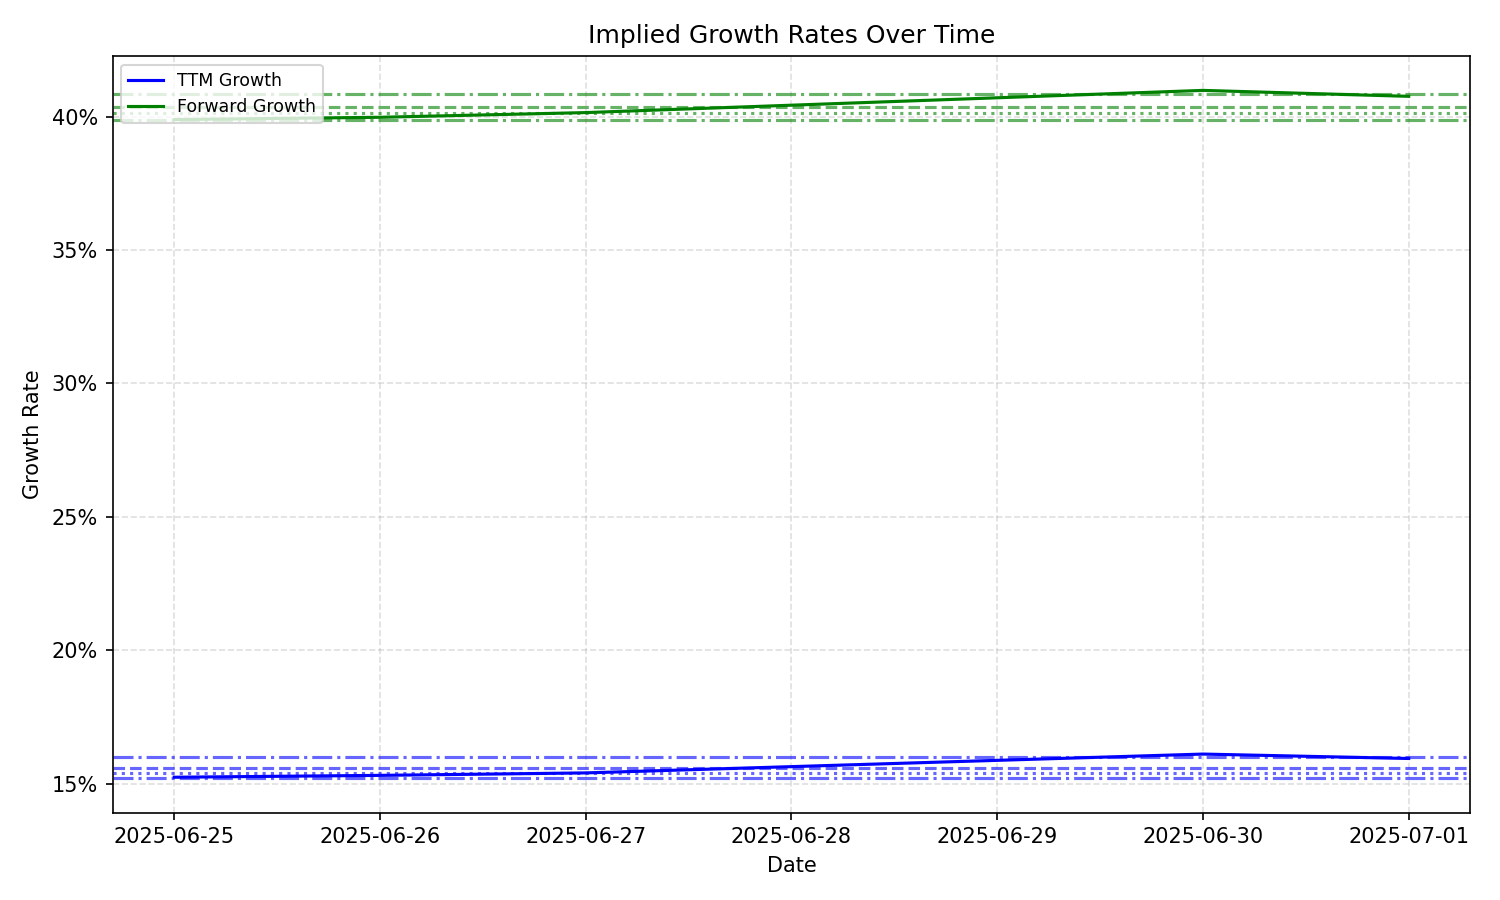 Implied Growth Rates Over Time
TTM Growth
Forward Growth
40%
35%
30%
25%
20%
15%
Growth Rate
2025-06-25 2025-06-26 2025-06-27 2025-06-28 2025-06-29 2025-06-30 2025-07-01
Date